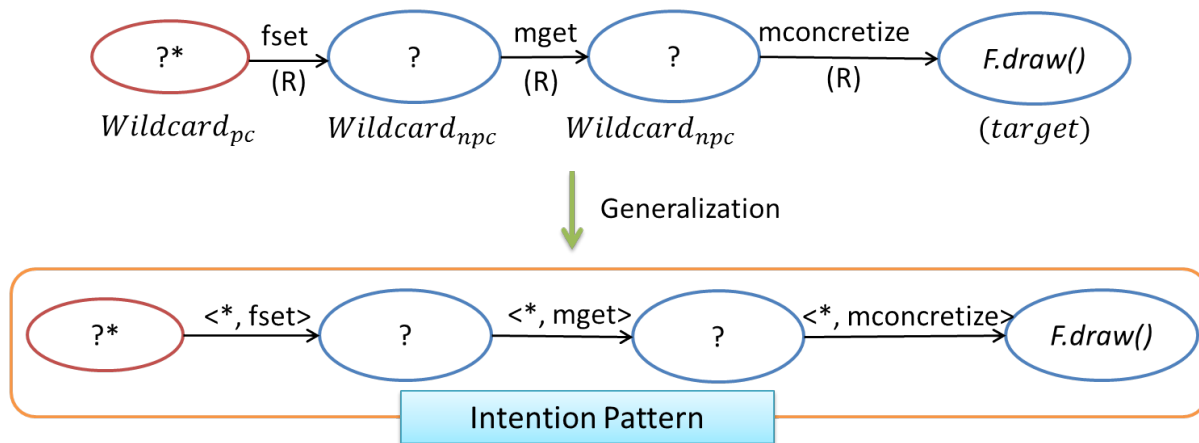 fset mget mconcretize
?* ? ? F.draw()
(R) (R) (R)
Wildcard_pc Wildcard_npc Wildcard_npc (target)
Generalization
<*, fset> <*, mget> <*, mconcretize>
?* ? ? F.draw()
Intention Pattern